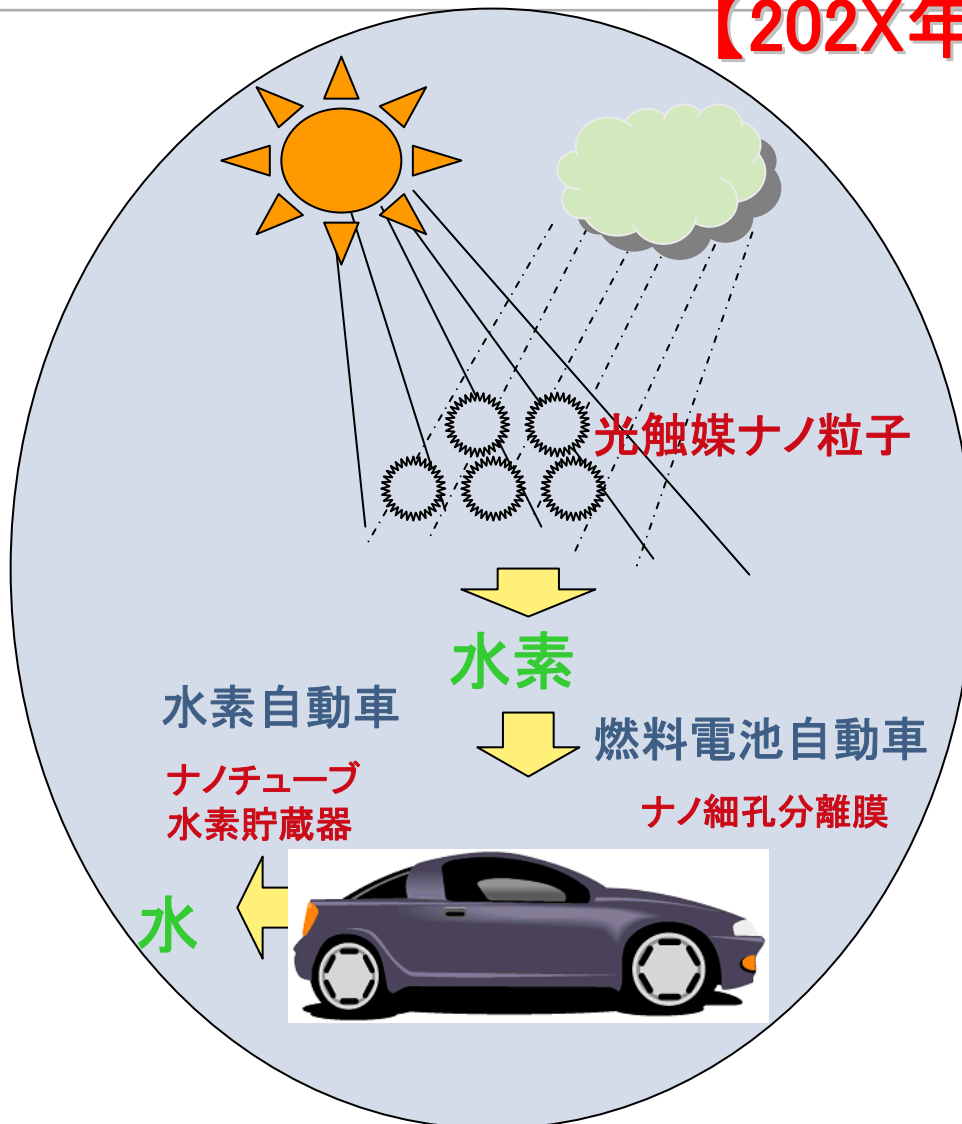 【202X年
光触媒ナノ粒子
水素
水素自動車
燃料電池自動車
ナノチューブ
水素貯蔵器
ナノ細孔分離膜
水